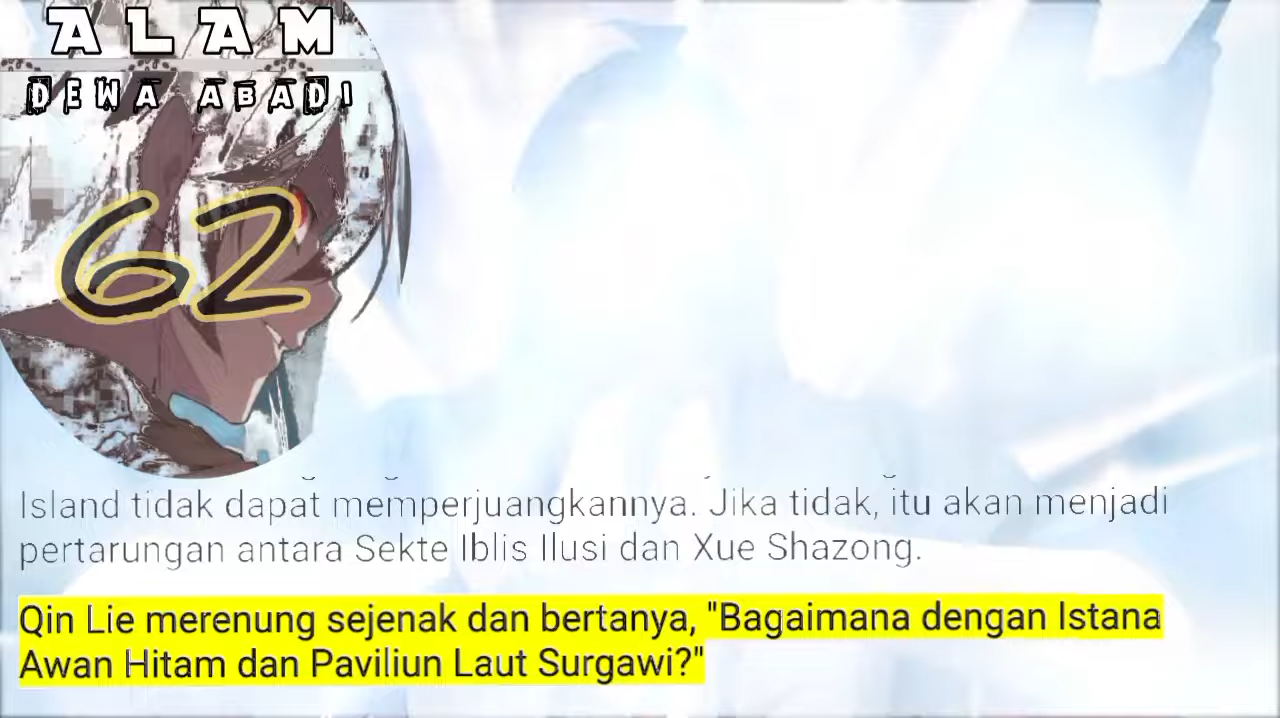 ALAM
DEWA ABADI
62
Island tidak dapat memperjuangkannya. Jika tidak, itu akan menjadi
pertarungan antara Sekte Iblis Ilusi dan Xue Shazong.
Qin Lie merenung sejenak dan bertanya, "Bagaimana dengan Istana
Awan Hitam dan Paviliun Laut Surgawi?"